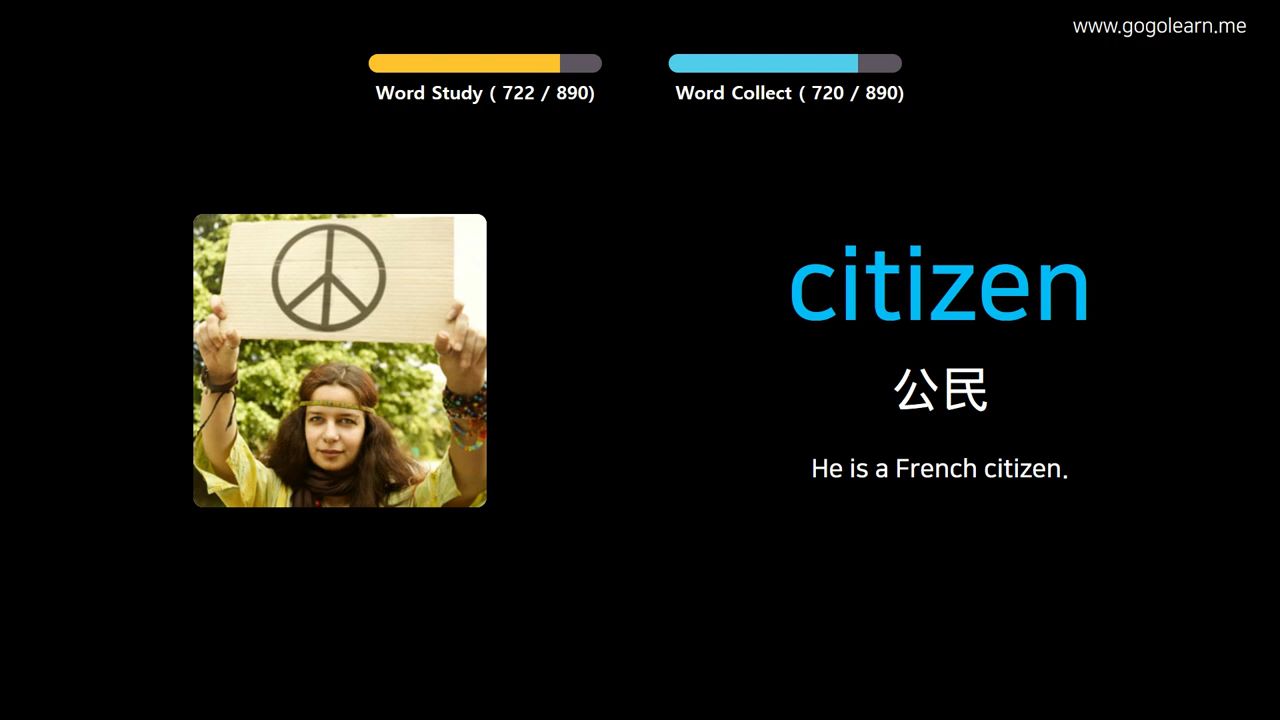 www.gogolearn.me
Word Study ( 722 / 890)
Word Collect ( 720 / 890)
citizen
公民
He is a French citizen.